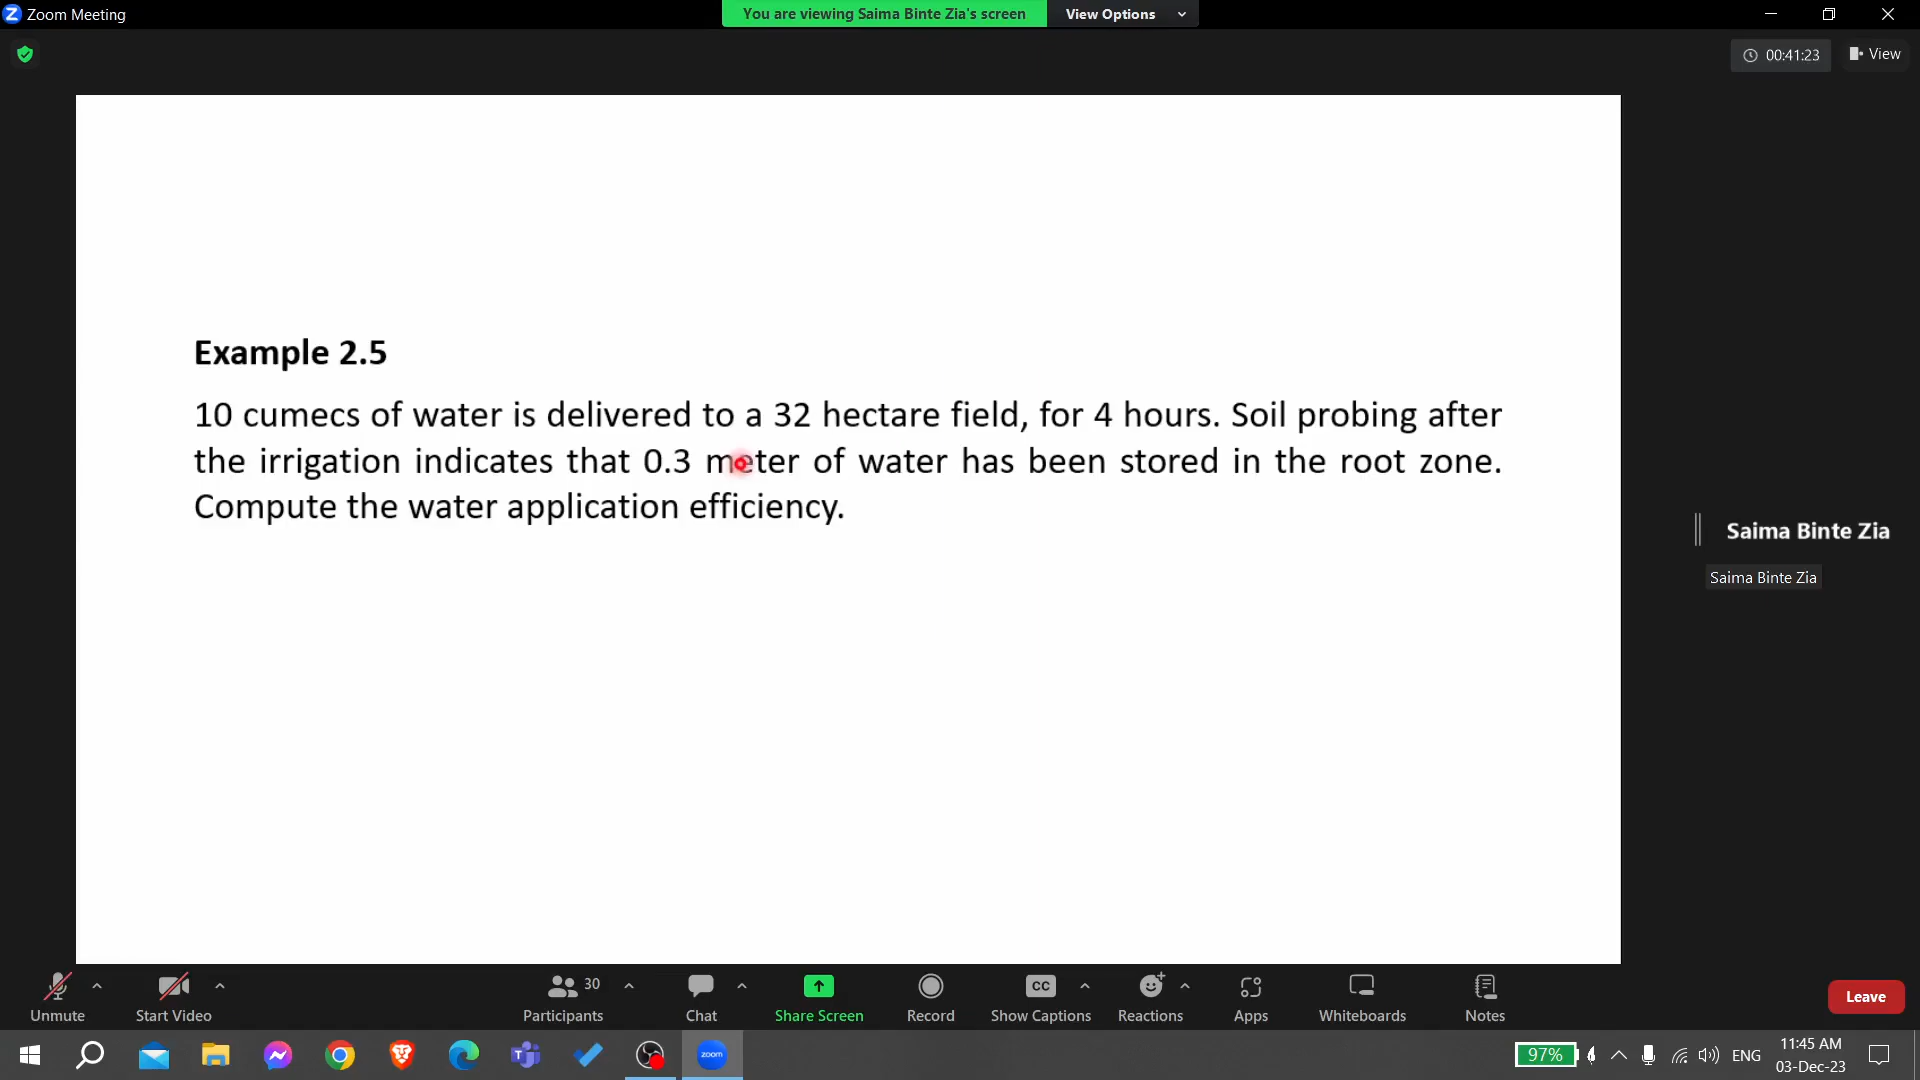 Zoom Meeting
You are viewing Saima Binte Zia's screen
View Options
00:41:23
View
Example 2.5
10 cumecs of water is delivered to a 32 hectare field, for 4 hours. Soil probing after
the irrigation indicates that 0.3 meter of water has been stored in the root zone.
Compute the water application efficiency.
Saima Binte Zia
Saima Binte Zia
Unmute
Start Video
30
Participants
Chat
Share Screen
Record
CC
Show Captions
Reactions
Apps
Whiteboards
Notes
Leave
zoom
97%
ENG
11:45 AM
03-Dec-23